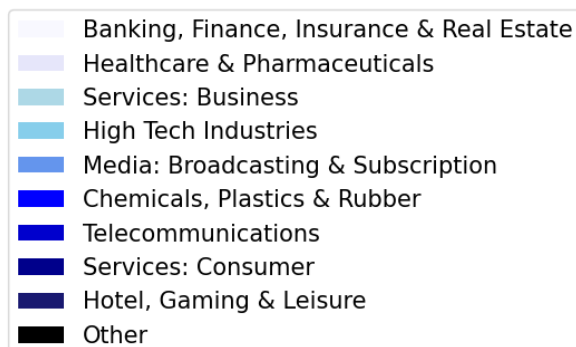 Banking, Finance, Insurance & Real Estate
Healthcare & Pharmaceuticals
Services: Business
High Tech Industries
Media: Broadcasting & Subscription
Chemicals, Plastics & Rubber
Telecommunications
Services: Consumer
Hotel, Gaming & Leisure
Other